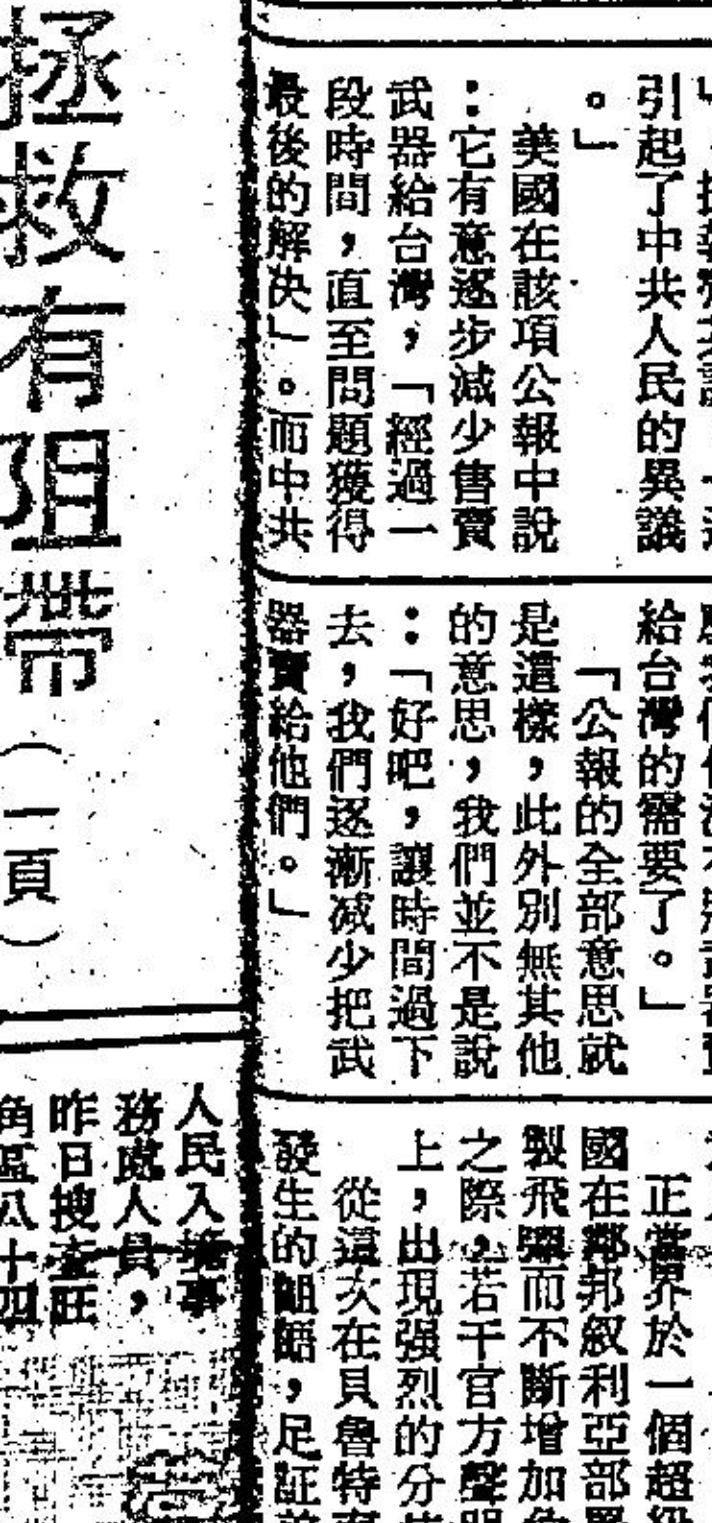 引起了中共人民的異議
。」
美國在該項公報中說
：它有意逐步減少售賣
武器給台灣，「經過一
段時間，直至問題獲得
最後的解決」。而中共
給台灣的需要了。」
「公報的全部意思就
是這樣，此外別無其他
的意思，我們並不是說
：「好吧，讓時間過下
去，我們逐漸減少把武
器賣給他們。」
正當界於一個超級
國在鄰邦叙利亞部署
製飛彈而不斷增加
之際，若干官方聲明
上，出現强烈的分
從這次在貝魯特
發生的齟齬，足証
拯救有阻滯（一頁）
人民入境事
務處人員，
昨日搜查旺
角區八十四